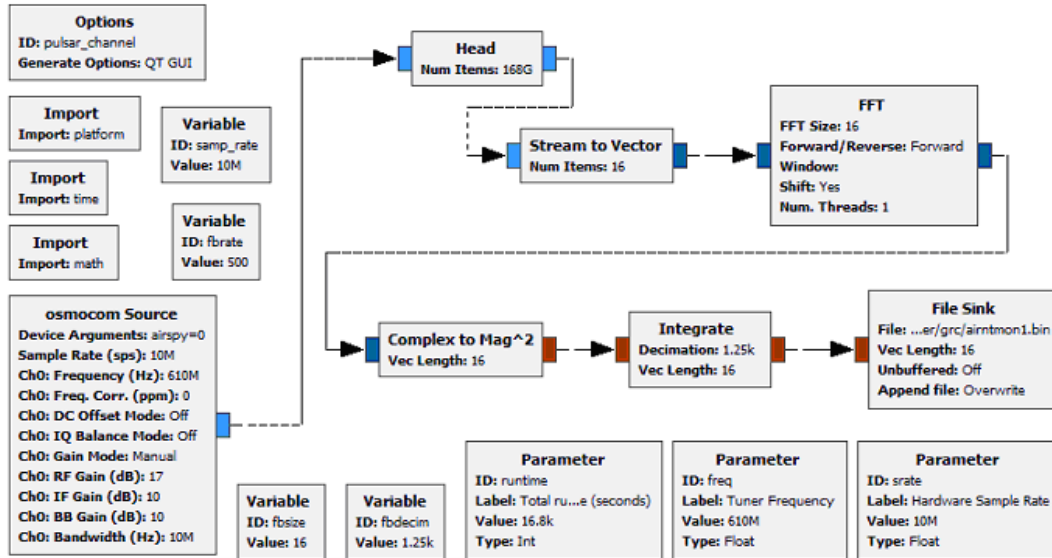 Options
ID: pulsar_channel
Generate Options: QT GUI
Import
Import: platform
Import
Import: time
Import
Import: math
Variable
ID: samp_rate
Value: 10M
Variable
ID: fbrate
Value: 500
osmocom Source
Device Arguments: airspy=0
Sample Rate (sps): 10M
Ch0: Frequency (Hz): 610M
Ch0: Freq. Corr. (ppm): 0
Ch0: DC Offset Mode: Off
Ch0: IQ Balance Mode: Off
Ch0: Gain Mode: Manual
Ch0: RF Gain (dB): 17
Ch0: IF Gain (dB): 10
Ch0: BB Gain (dB): 10
Ch0: Bandwidth (Hz): 10M
Head
Num Items: 168G
Stream to Vector
Num Items: 16
FFT
FFT Size: 16
Forward/Reverse: Forward
Window:
Shift: Yes
Num. Threads: 1
Complex to Mag^2
Vec Length: 16
Integrate
Decimation: 1.25k
Vec Length: 16
File Sink
File: ...er/grc/airntmon1.bin
Vec Length: 16
Unbuffered: Off
Append file: Overwrite
Variable
ID: fbsize
Value: 16
Variable
ID: fbdecim
Value: 1.25k
Parameter
ID: runtime
Label: Total ru...e (seconds)
Value: 16.8k
Type: Int
Parameter
ID: freq
Label: Tuner Frequency
Value: 610M
Type: Float
Parameter
ID: srate
Label: Hardware Sample Rate
Value: 10M
Type: Float